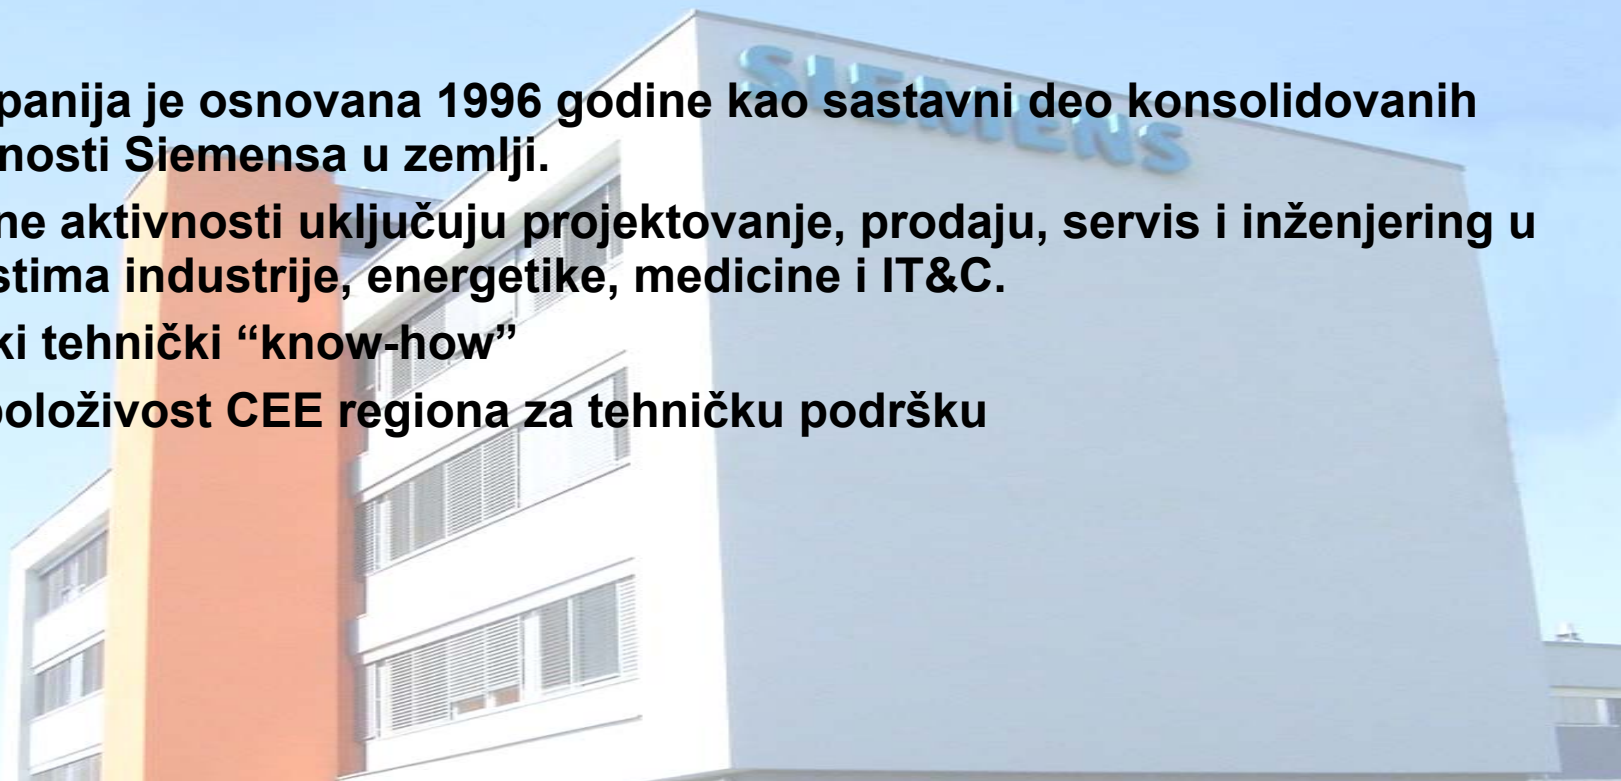 SIEMENS
panija je osnovana 1996 godine kao sastavni deo konsolidovanih
nosti Siemensa u zemlji.
ne aktivnosti uključuju projektovanje, prodaju, servis i inženjering u
stima industrije, energetike, medicine i IT&C.
ki tehnički “know-how”
položivost CEE regiona za tehničku podršku